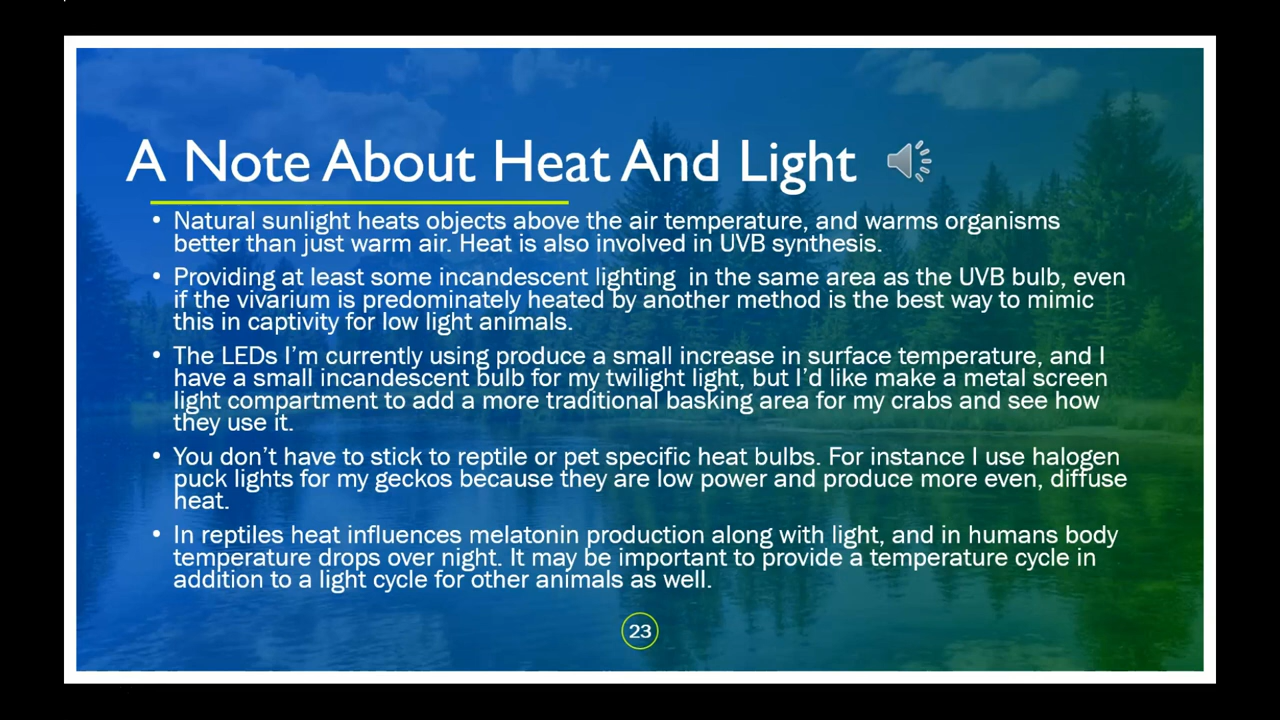 A Note About Heat And Light
• Natural sunlight heats objects above the air temperature, and warms organisms
better than just warm air. Heat is also involved in UVB synthesis.
• Providing at least some incandescent lighting in the same area as the UVB bulb, even
if the vivarium is predominately heated by another method is the best way to mimic
this in captivity for low light animals.
• The LEDs I’m currently using produce a small increase in surface temperature, and I
have a small incandescent bulb for my twilight light, but I’d like make a metal screen
light compartment to add a more traditional basking area for my crabs and see how
they use it.
• You don’t have to stick to reptile or pet specific heat bulbs. For instance I use halogen
puck lights for my geckos because they are low power and produce more even, diffuse
heat.
• In reptiles heat influences melatonin production along with light, and in humans body
temperature drops over night. It may be important to provide a temperature cycle in
addition to a light cycle for other animals as well.
23